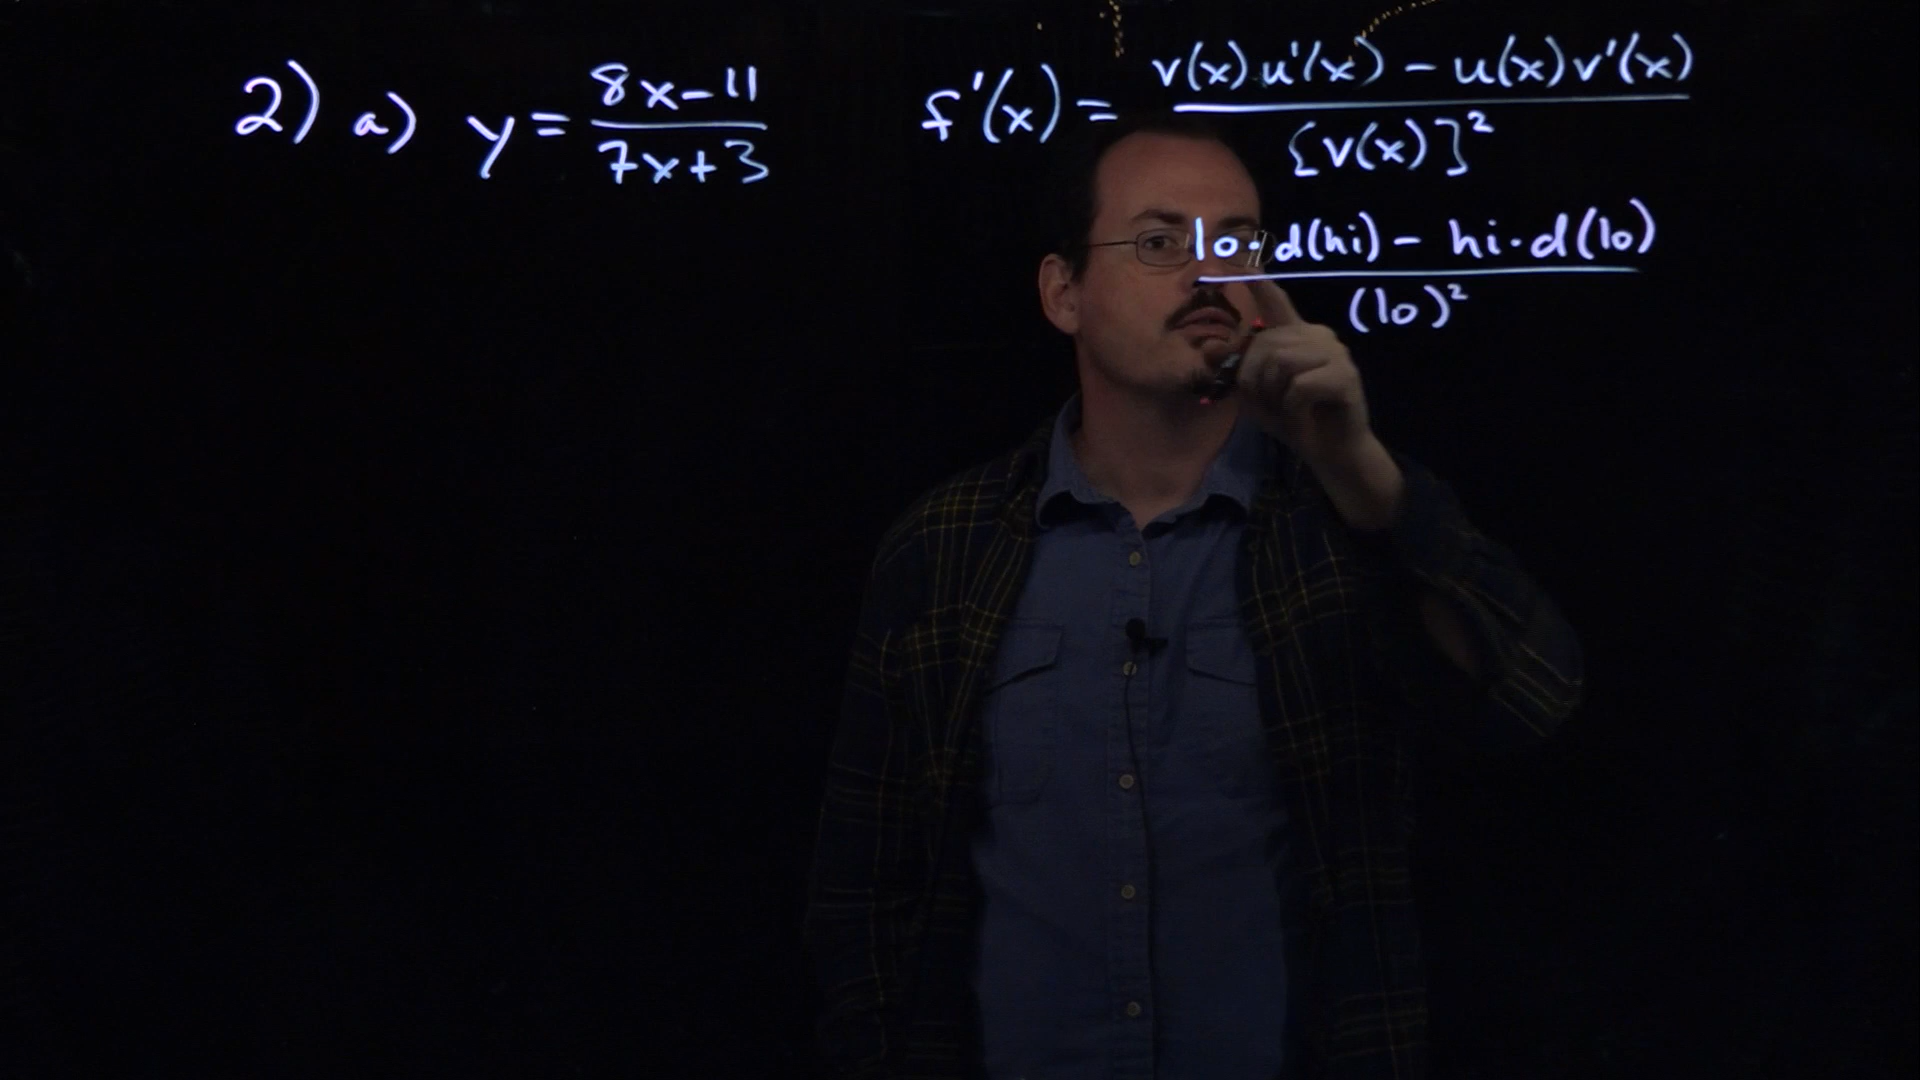 2) a) y = (8x-11)/(7x+3)
f'(x) = (v(x)·u'(x) - u(x)v'(x))/[v(x)]²
(lo·d(hi) - hi·d(lo))/(lo)²